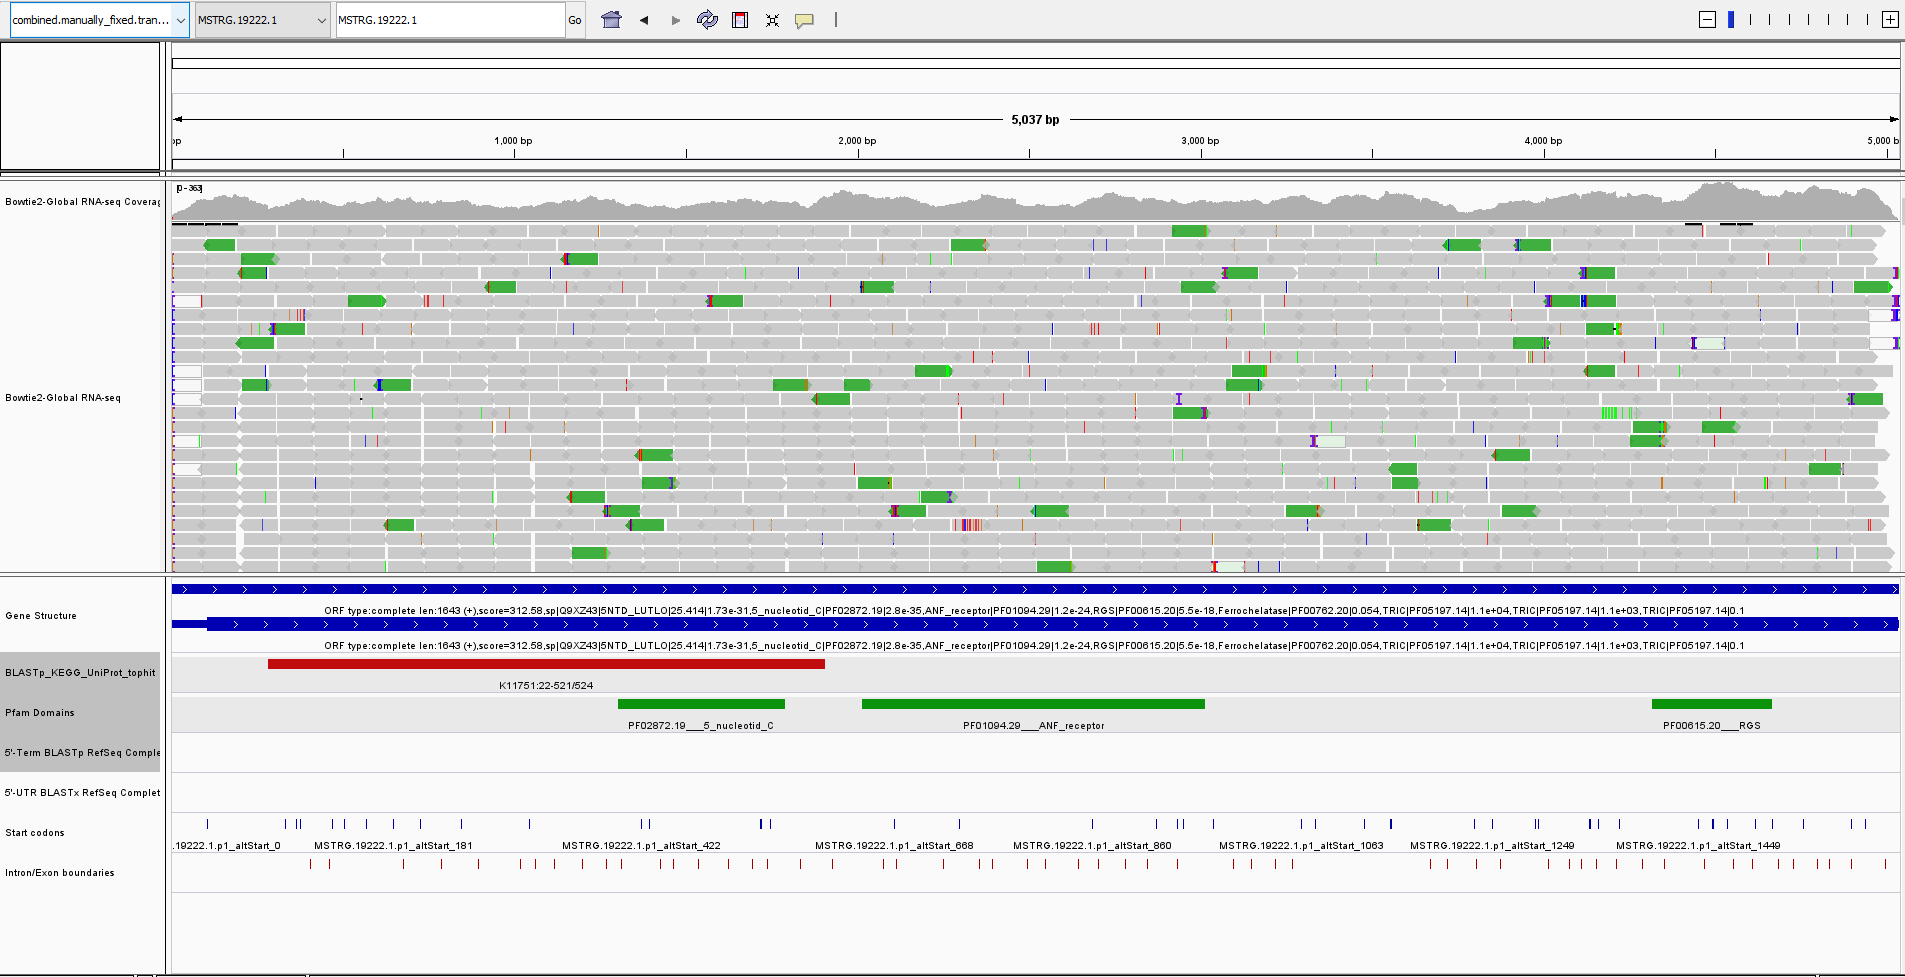 combined.manually_fixed.tran... MSTRG.19222.1 MSTRG.19222.1 Go
5,037 bp
1,000 bp 2,000 bp 3,000 bp 4,000 bp 5,000 b
[0 - 363]
Bowtie2-Global RNA-seq Coverag
Bowtie2-Global RNA-seq
ORF type:complete len:1643 (+),score=312.58,sp|Q9XZ43|5NTD_LUTLO|25.414|1.73e-31,5_nucleotid_C|PF02872.19|2.8e-35,ANF_receptor|PF01094.29|1.2e-24,RGS|PF00615.20|5.5e-18,Ferrochelatase|PF00762.20|0.054,TRIC|PF05197.14|1.1e+04,TRIC|PF05197.14|1.1e+03,TRIC|PF05197.14|0.1
Gene Structure
ORF type:complete len:1643 (+),score=312.58,sp|Q9XZ43|5NTD_LUTLO|25.414|1.73e-31,5_nucleotid_C|PF02872.19|2.8e-35,ANF_receptor|PF01094.29|1.2e-24,RGS|PF00615.20|5.5e-18,Ferrochelatase|PF00762.20|0.054,TRIC|PF05197.14|1.1e+04,TRIC|PF05197.14|1.1e+03,TRIC|PF05197.14|0.1
BLASTp_KEGG_UniProt_tophit
K11751:22-521/524
Pfam Domains
PF02872.19___5_nucleotid_C PF01094.29___ANF_receptor PF00615.20___RGS
5'-Term BLASTp RefSeq Comple
5'-UTR BLASTx RefSeq Complet
Start codons
.19222.1.p1_altStart_0 MSTRG.19222.1.p1_altStart_181 MSTRG.19222.1.p1_altStart_422 MSTRG.19222.1.p1_altStart_668 MSTRG.19222.1.p1_altStart_860 MSTRG.19222.1.p1_altStart_1063 MSTRG.19222.1.p1_altStart_1249 MSTRG.19222.1.p1_altStart_1449
Intron/Exon boundaries